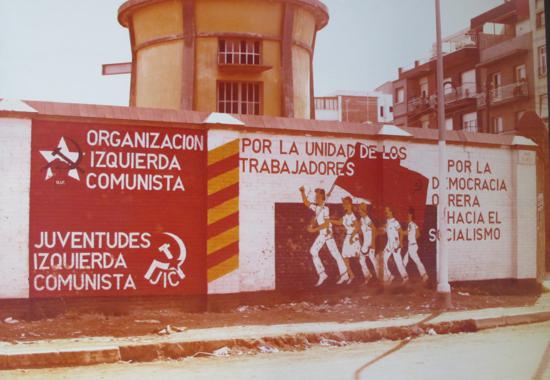 ORGANIZACION
IZQUIERDA
COMUNISTA
JUVENTUDES
IZQUIERDA
COMUNISTA
JIC
POR LA UNIDAD DE LOS
TRABAJADORES
POR LA
DEMOCRACIA
OBRERA
HACIA EL
SOCIALISMO